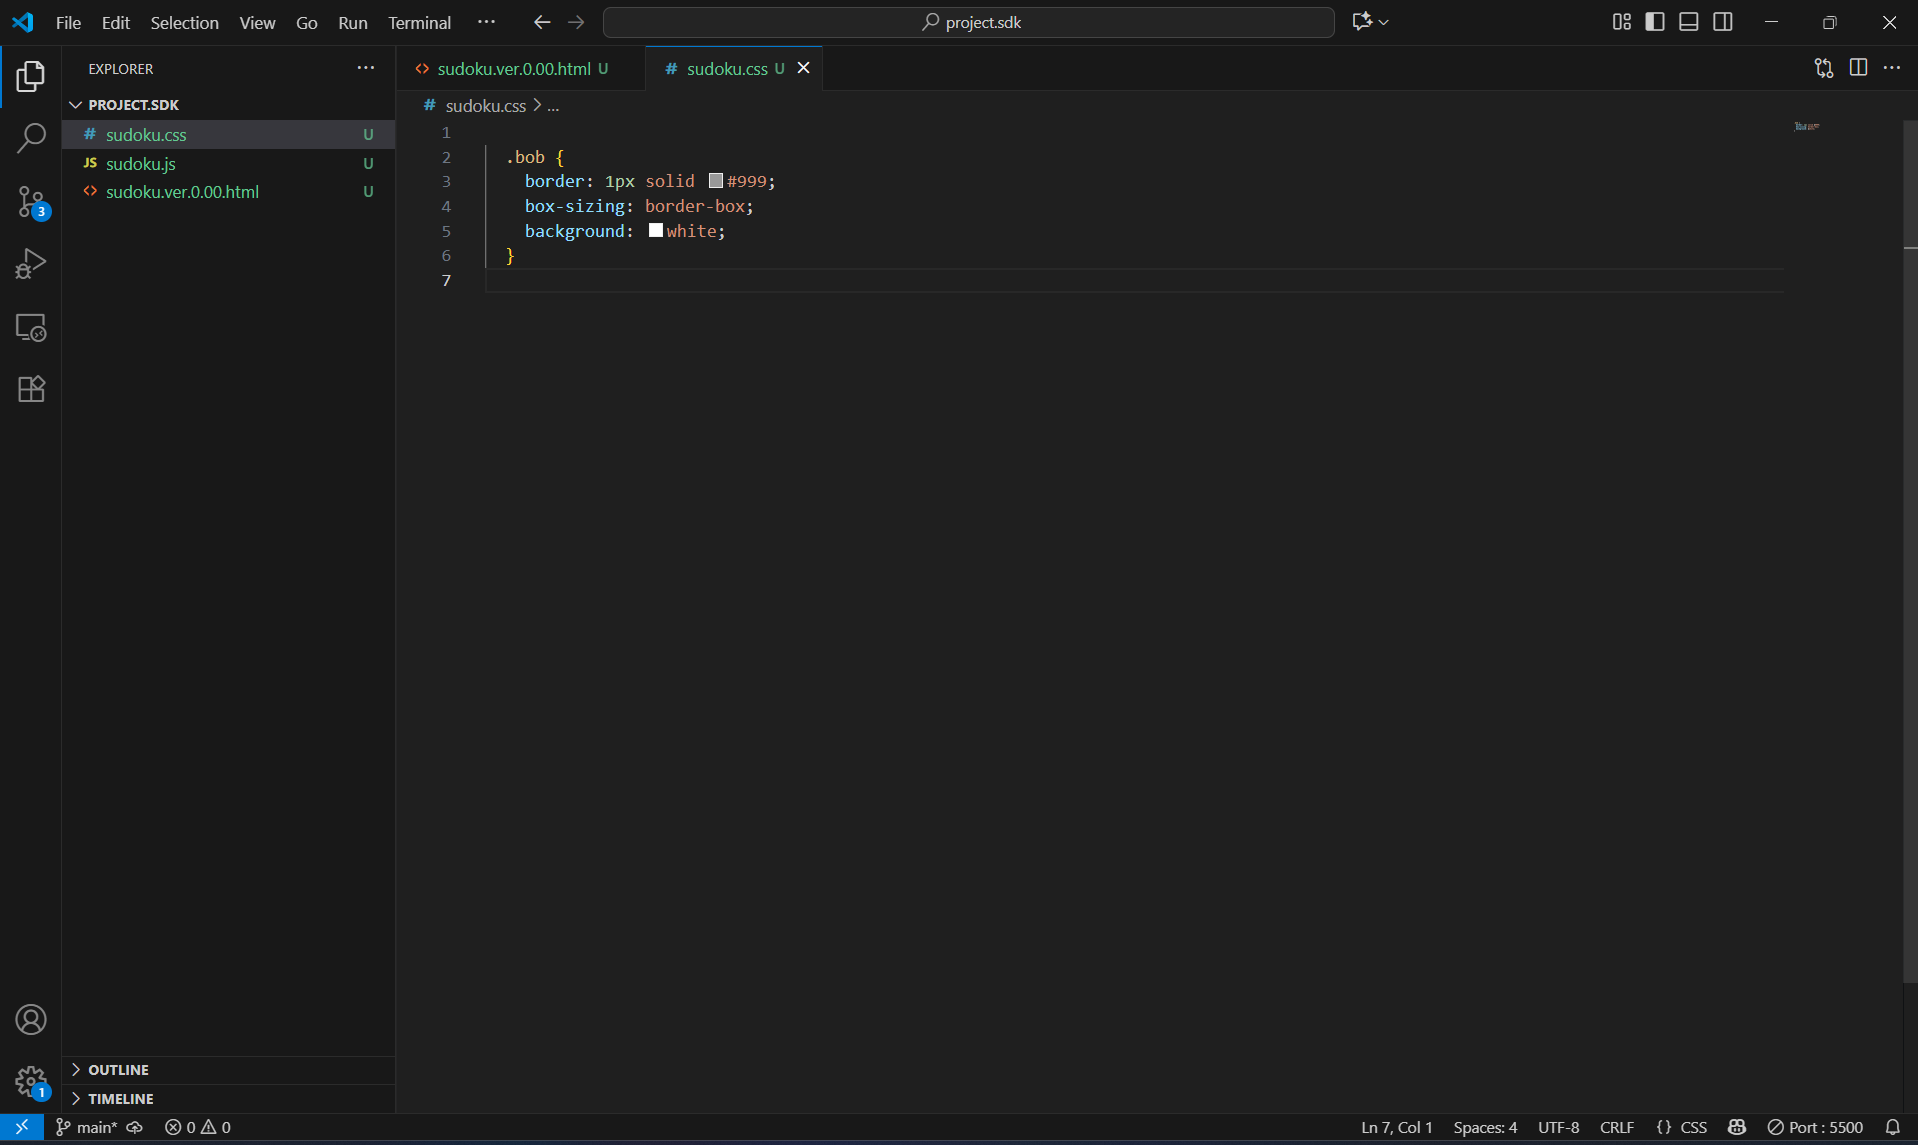 File Edit Selection View Go Run Terminal ··· project.sdk
EXPLORER ···
PROJECT.SDK
# sudoku.css U
JS sudoku.js U
<> sudoku.ver.0.00.html U
3
<> sudoku.ver.0.00.html U # sudoku.css U
# sudoku.css > ...
1
2 .bob {
3 border: 1px solid #999;
4 box-sizing: border-box;
5 background: white;
6 }
7
OUTLINE
TIMELINE
1
main* 0 0 Ln 7, Col 1 Spaces: 4 UTF-8 CRLF {} CSS Port : 5500